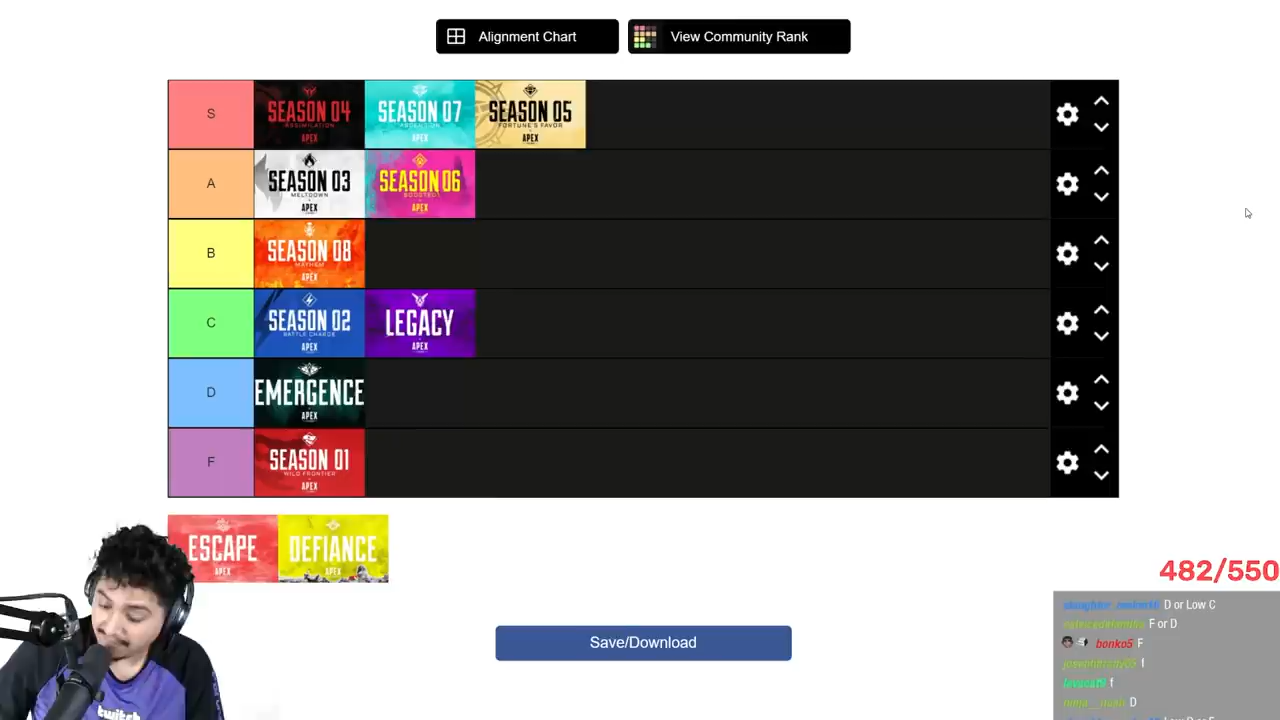 Alignment Chart
View Community Rank
S
SEASON 04
ASSIMILATION
APEX
SEASON 07
ASCENSION
APEX
SEASON 05
FORTUNE'S FAVOR
APEX
A
SEASON 03
MELTDOWN
APEX
SEASON 06
BOOSTED
APEX
B
SEASON 08
MAYHEM
APEX
C
SEASON 02
BATTLE CHARGE
APEX
LEGACY
APEX
D
EMERGENCE
APEX
F
SEASON 01
WILD FRONTIER
APEX
ESCAPE
APEX
DEFIANCE
APEX
Save/Download
482/550
D or Low C
F or D
bonko5 F
f
f
D
twitch